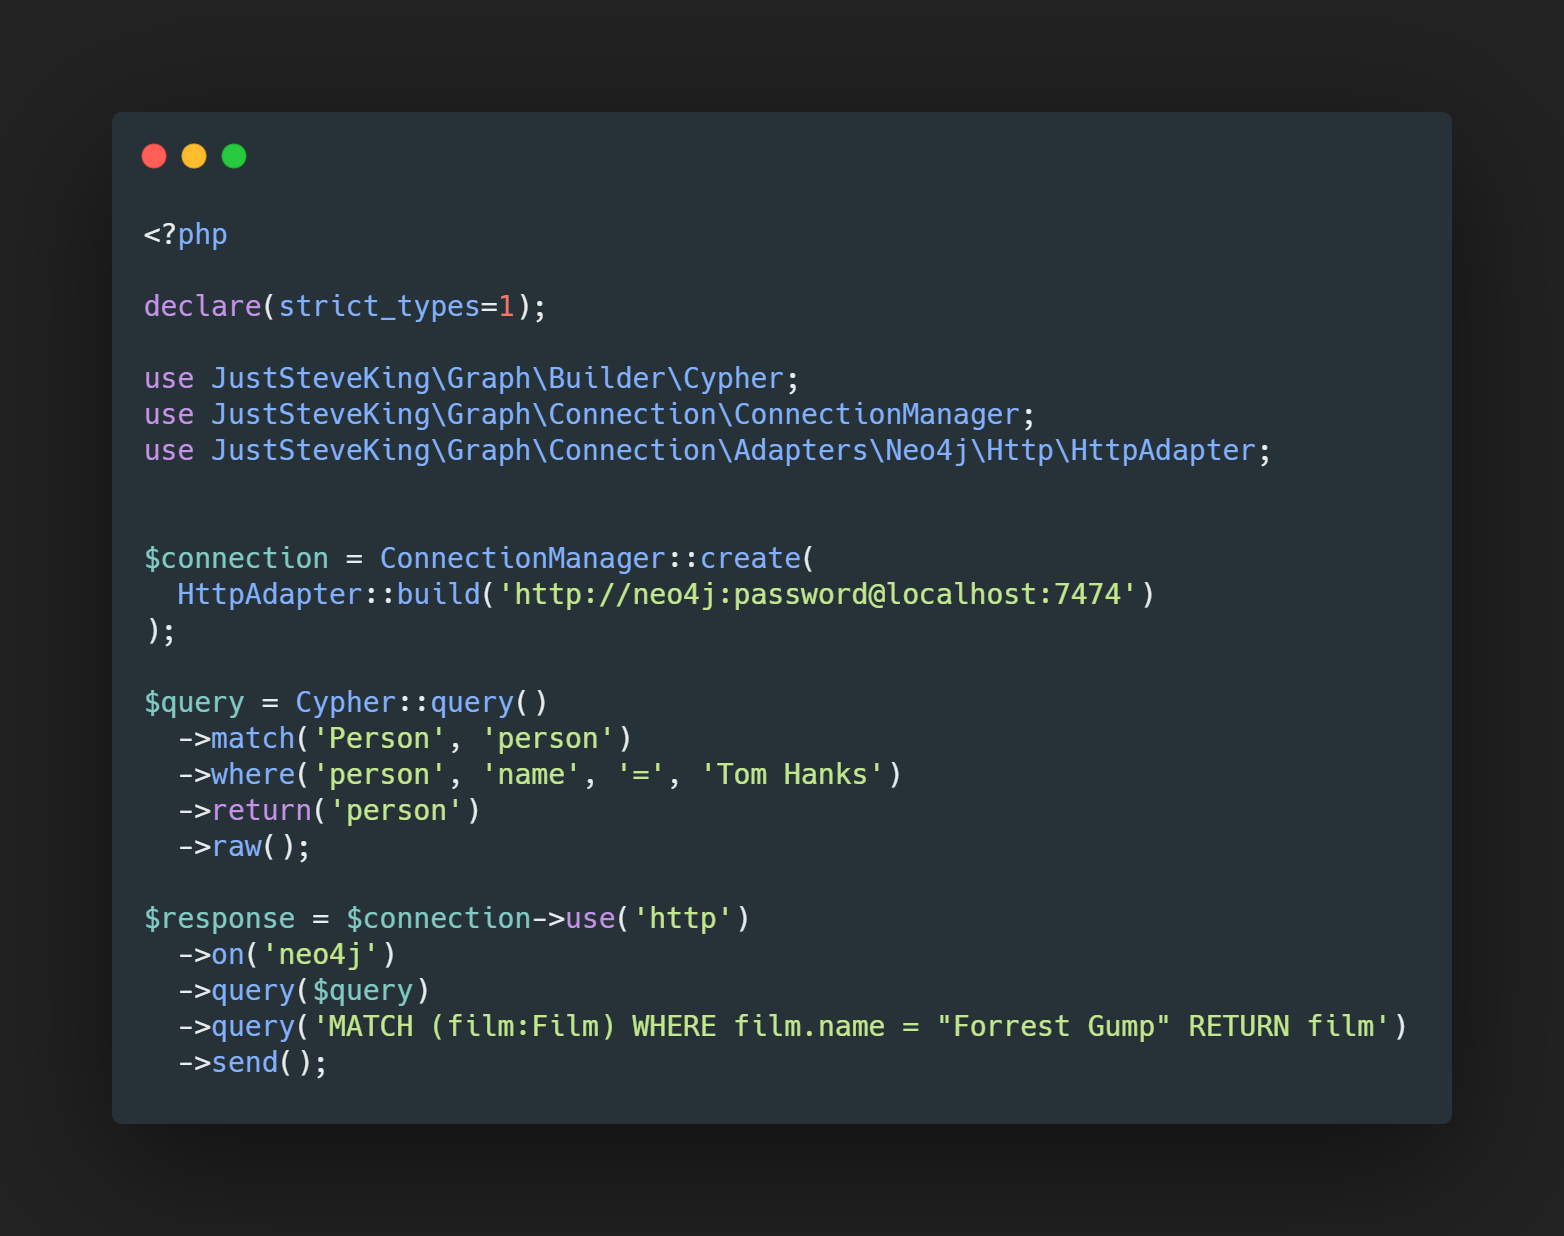 <?php
declare(strict_types=1);
use JustSteveKing\Graph\Builder\Cypher;
use JustSteveKing\Graph\Connection\ConnectionManager;
use JustSteveKing\Graph\Connection\Adapters\Neo4j\Http\HttpAdapter;
$connection = ConnectionManager::create(
  HttpAdapter::build('http://neo4j:password@localhost:7474')
);
$query = Cypher::query()
  ->match('Person', 'person')
  ->where('person', 'name', '=', 'Tom Hanks')
  ->return('person')
  ->raw();
$response = $connection->use('http')
  ->on('neo4j')
  ->query($query)
  ->query('MATCH (film:Film) WHERE film.name = "Forrest Gump" RETURN film')
  ->send();